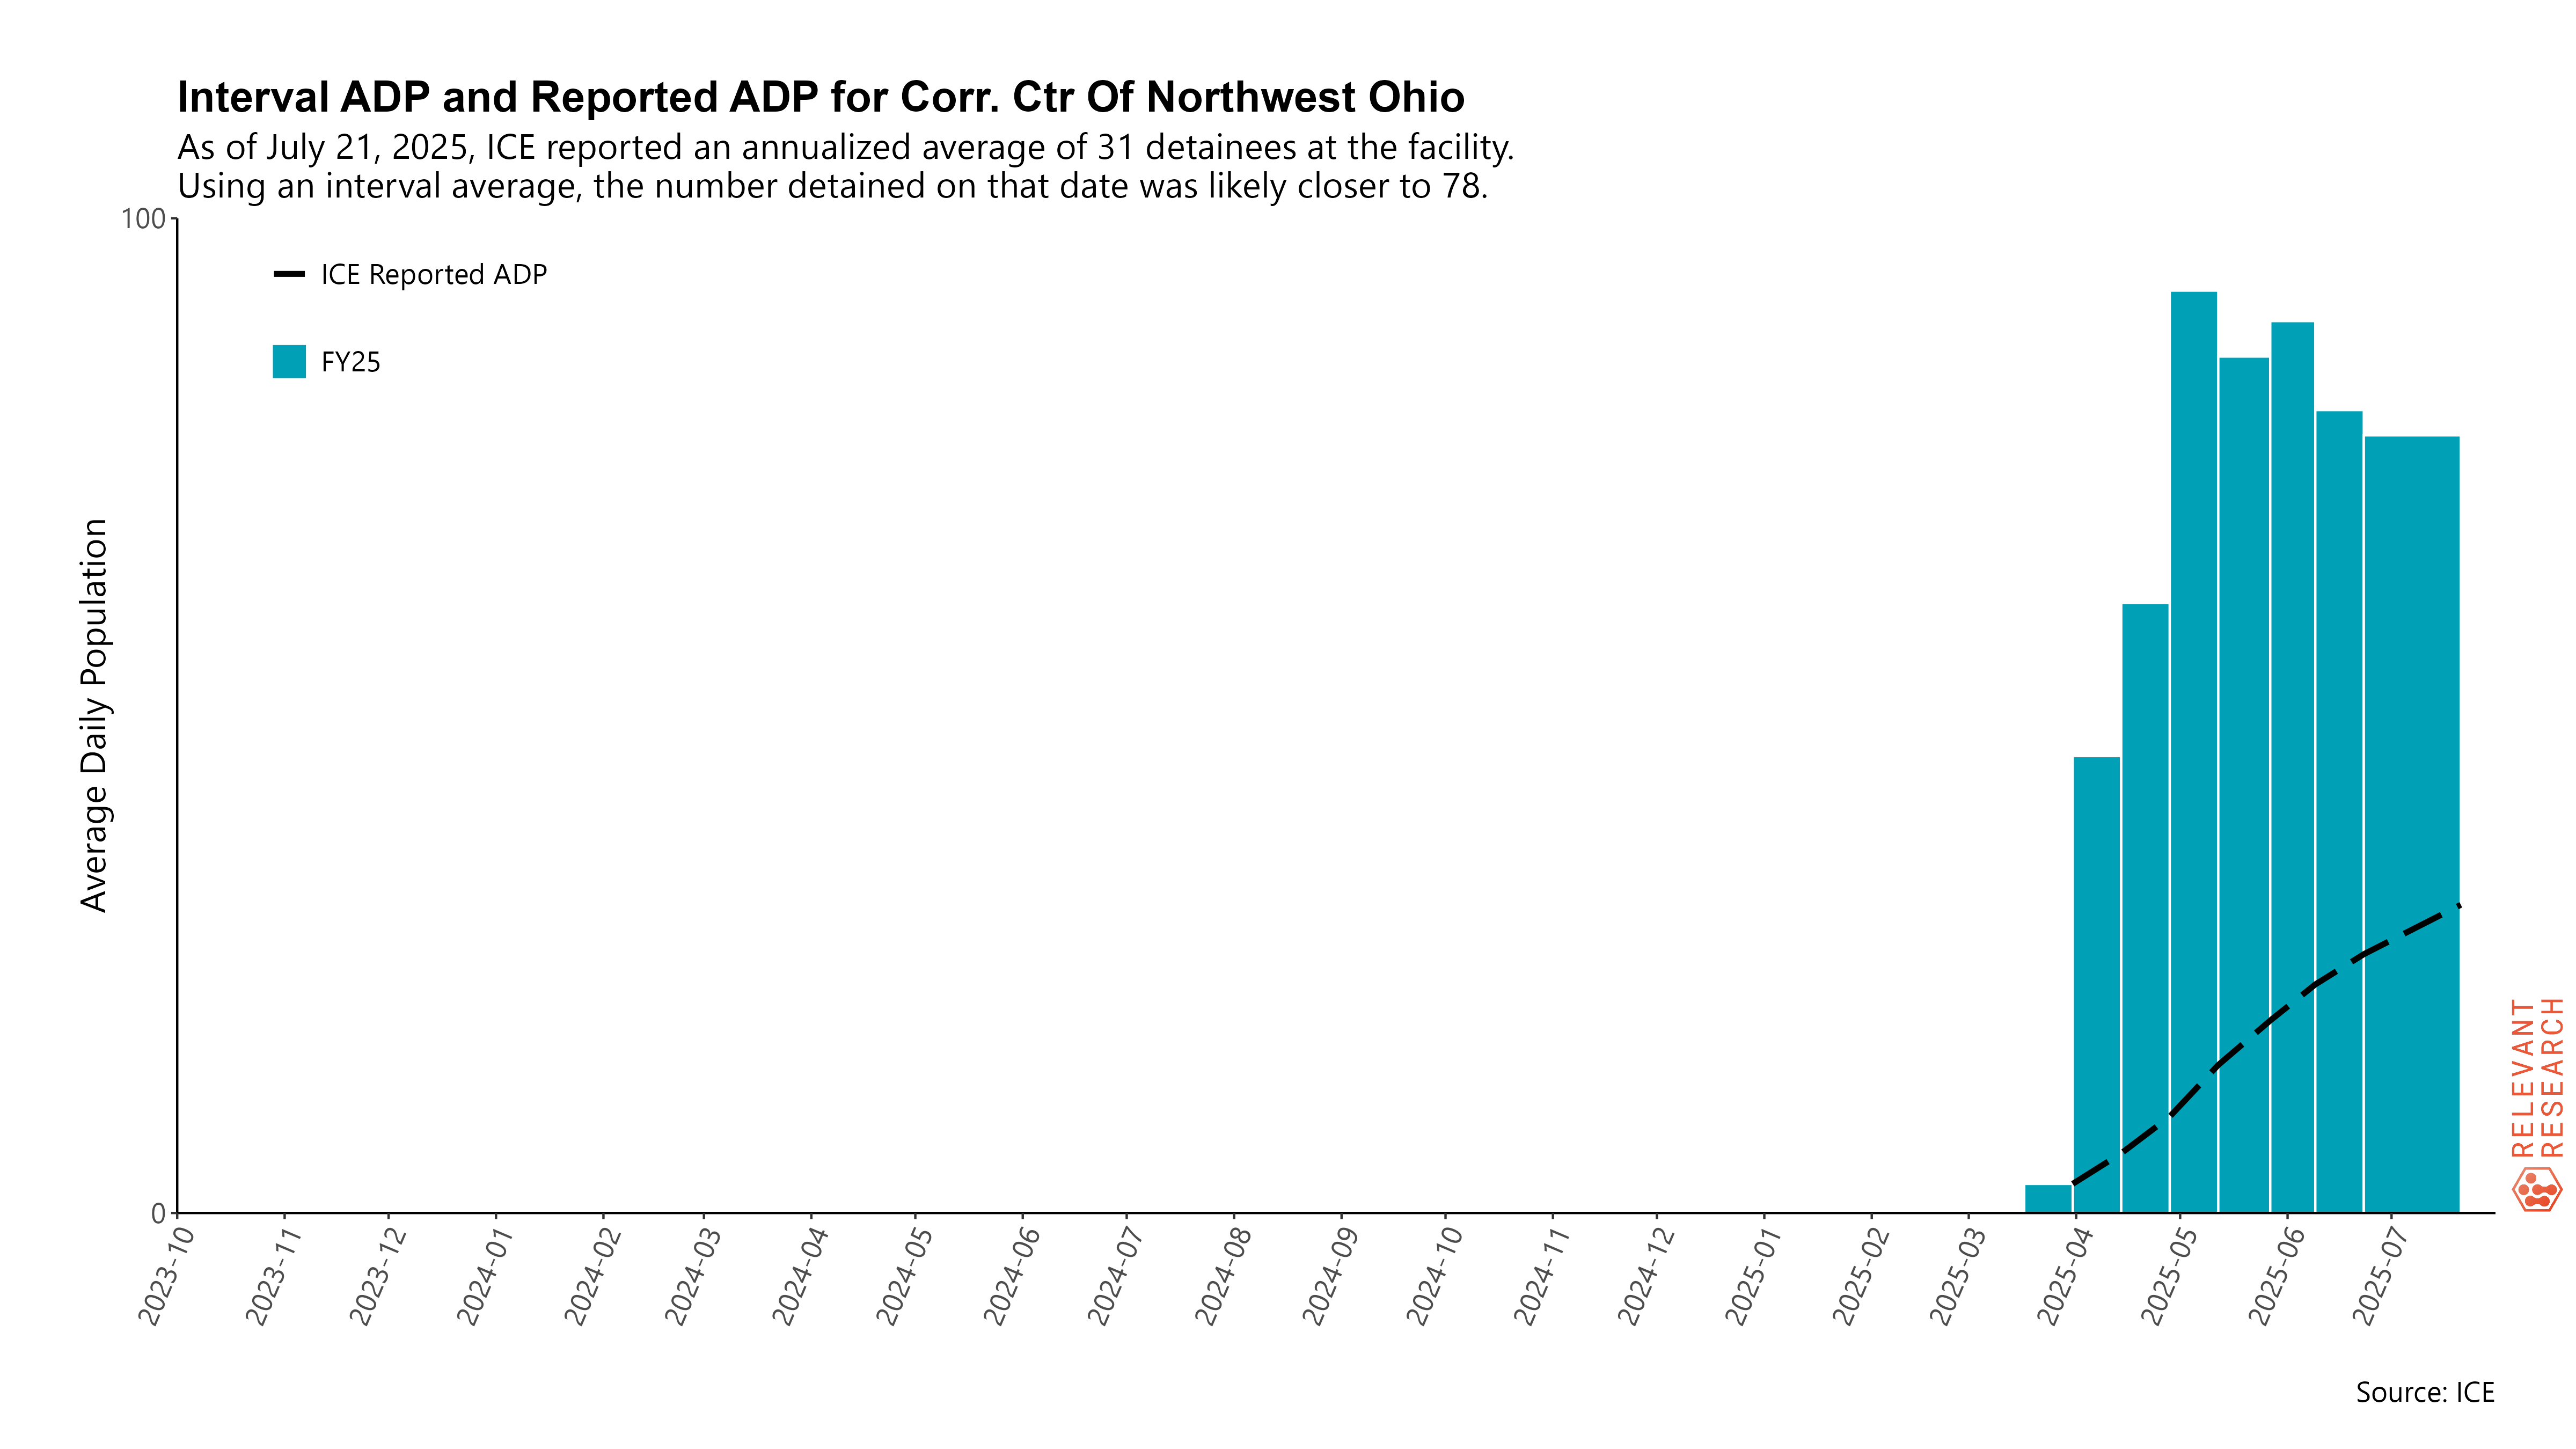 Interval ADP and Reported ADP for Corr. Ctr Of Northwest Ohio
As of July 21, 2025, ICE reported an annualized average of 31 detainees at the facility.
Using an interval average, the number detained on that date was likely closer to 78.
100
ICE Reported ADP
FY25
Average Daily Population
0
2023-10
2023-11
2023-12
2024-01
2024-02
2024-03
2024-04
2024-05
2024-06
2024-07
2024-08
2024-09
2024-10
2024-11
2024-12
2025-01
2025-02
2025-03
2025-04
2025-05
2025-06
2025-07
RELEVANT
RESEARCH
Source: ICE